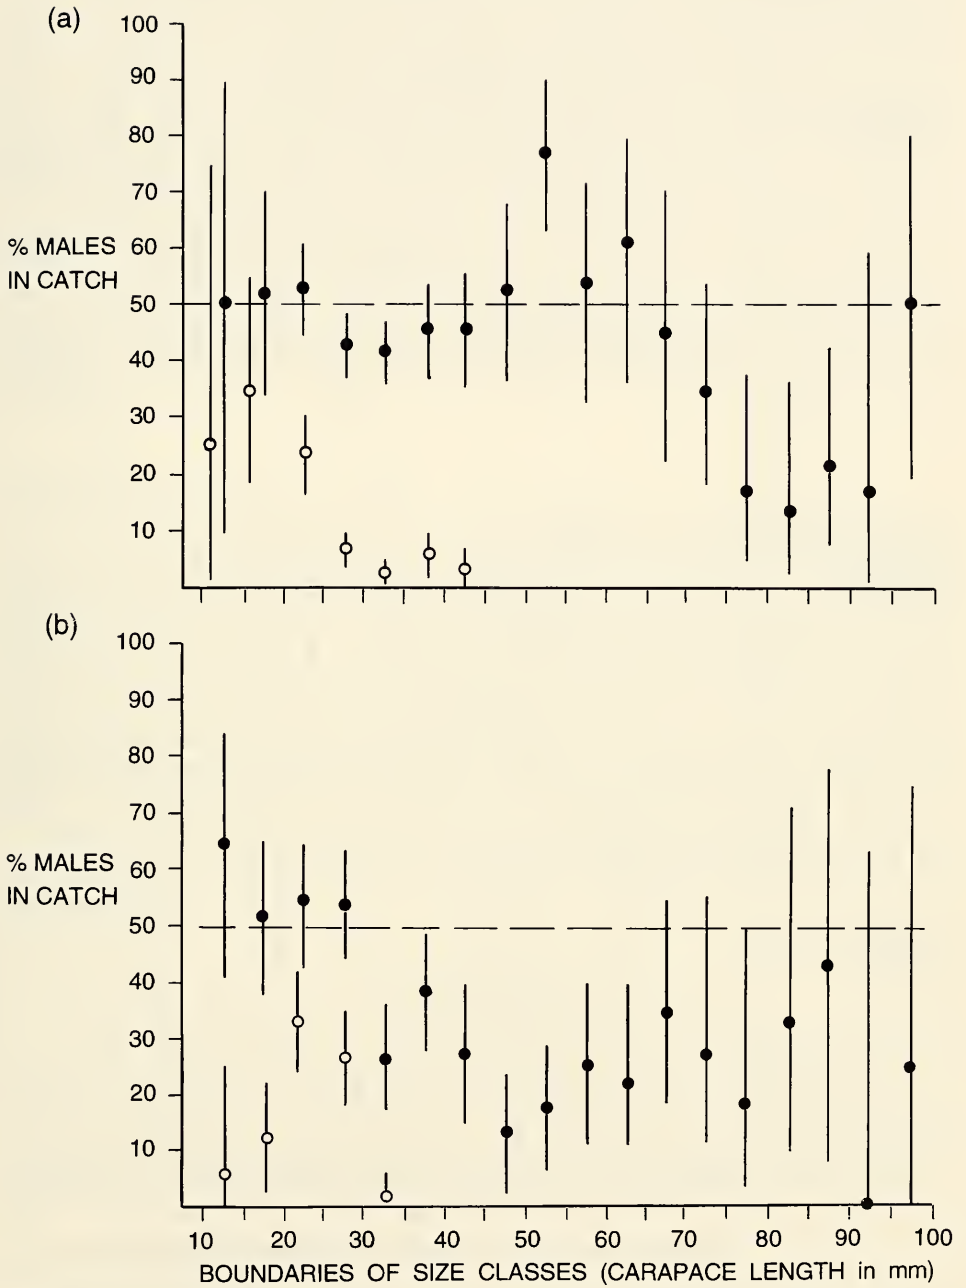 (a)
100
90
80
70
% MALES
IN CATCH
60
50
40
30
20
10
(b)
100
90
80
70
% MALES
IN CATCH
60
50
40
30
20
10
10 20 30 40 50 60 70 80 90 100
BOUNDARIES OF SIZE CLASSES (CARAPACE LENGTH in mm)